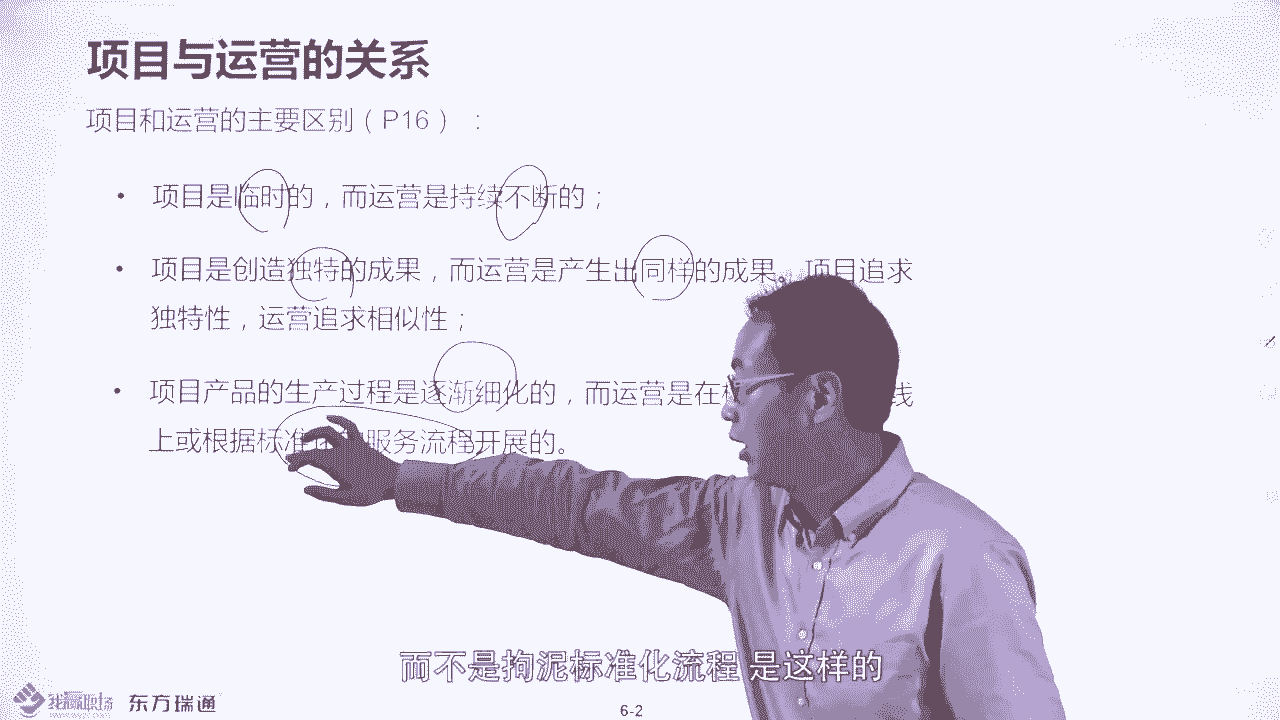 项目与运营的关系
项目和运营的主要区别（P16）：
• 项目是临时的，而运营是持续不断的；
• 项目是创造独特的成果，而运营是产生出同样的成果。项目追求
独特性，运营追求相似性；
• 项目产品的生产过程是逐渐细化的，而运营是在 线
上或根据标准化的服务流程开展的。
而不是拘泥标准化流程 是这样的
东方瑞通
6-2